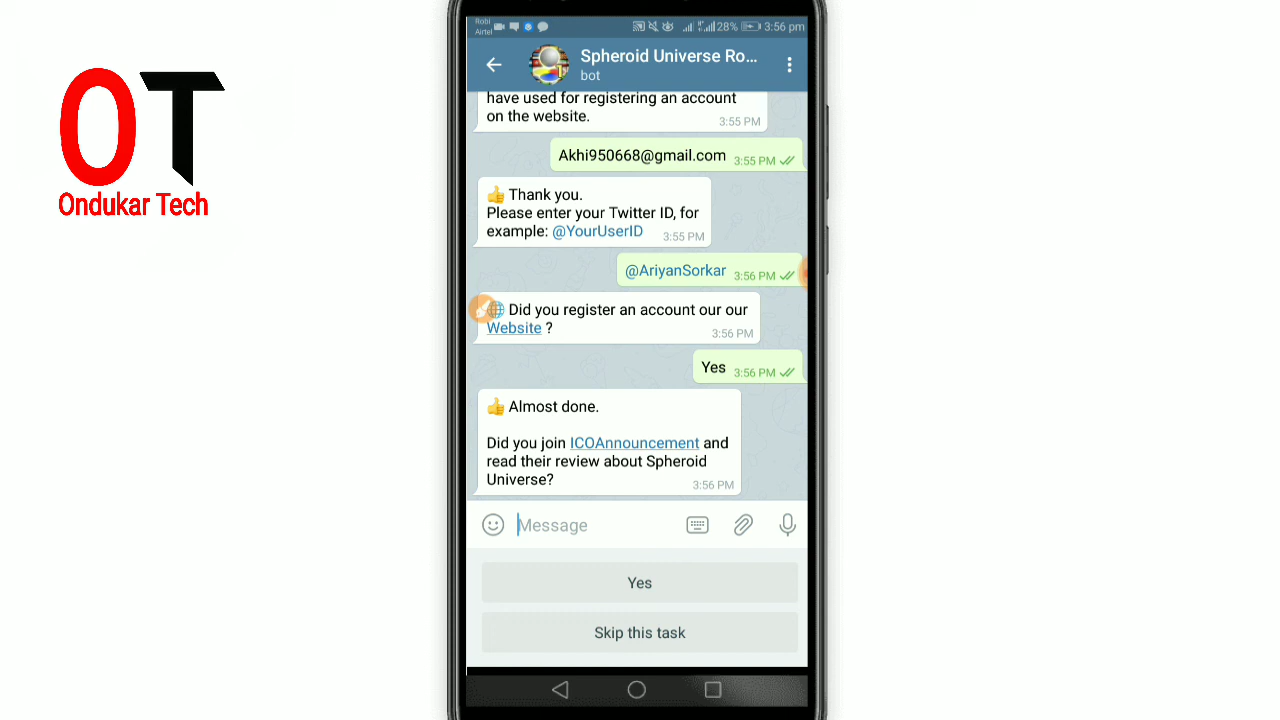 OT
Ondukar Tech
Robi
Airtel
28% 3:56 pm
Spheroid Universe Ro...
bot
have used for registering an account
on the website.
3:55 PM
Akhi950668@gmail.com 3:55 PM
👍 Thank you.
Please enter your Twitter ID, for
example: @YourUserID 3:55 PM
@AriyanSorkar 3:56 PM
🌐 Did you register an account our our
Website ? 3:56 PM
Yes 3:56 PM
👍 Almost done.
Did you join ICOAnnouncement and
read their review about Spheroid
Universe? 3:56 PM
Message
Yes
Skip this task